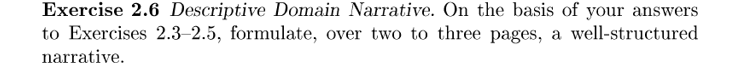 Exercise 2.6 Descriptive Domain Narrative. On the basis of your answers
to Exercises 2.3–2.5, formulate, over two to three pages, a well-structured
narrative.